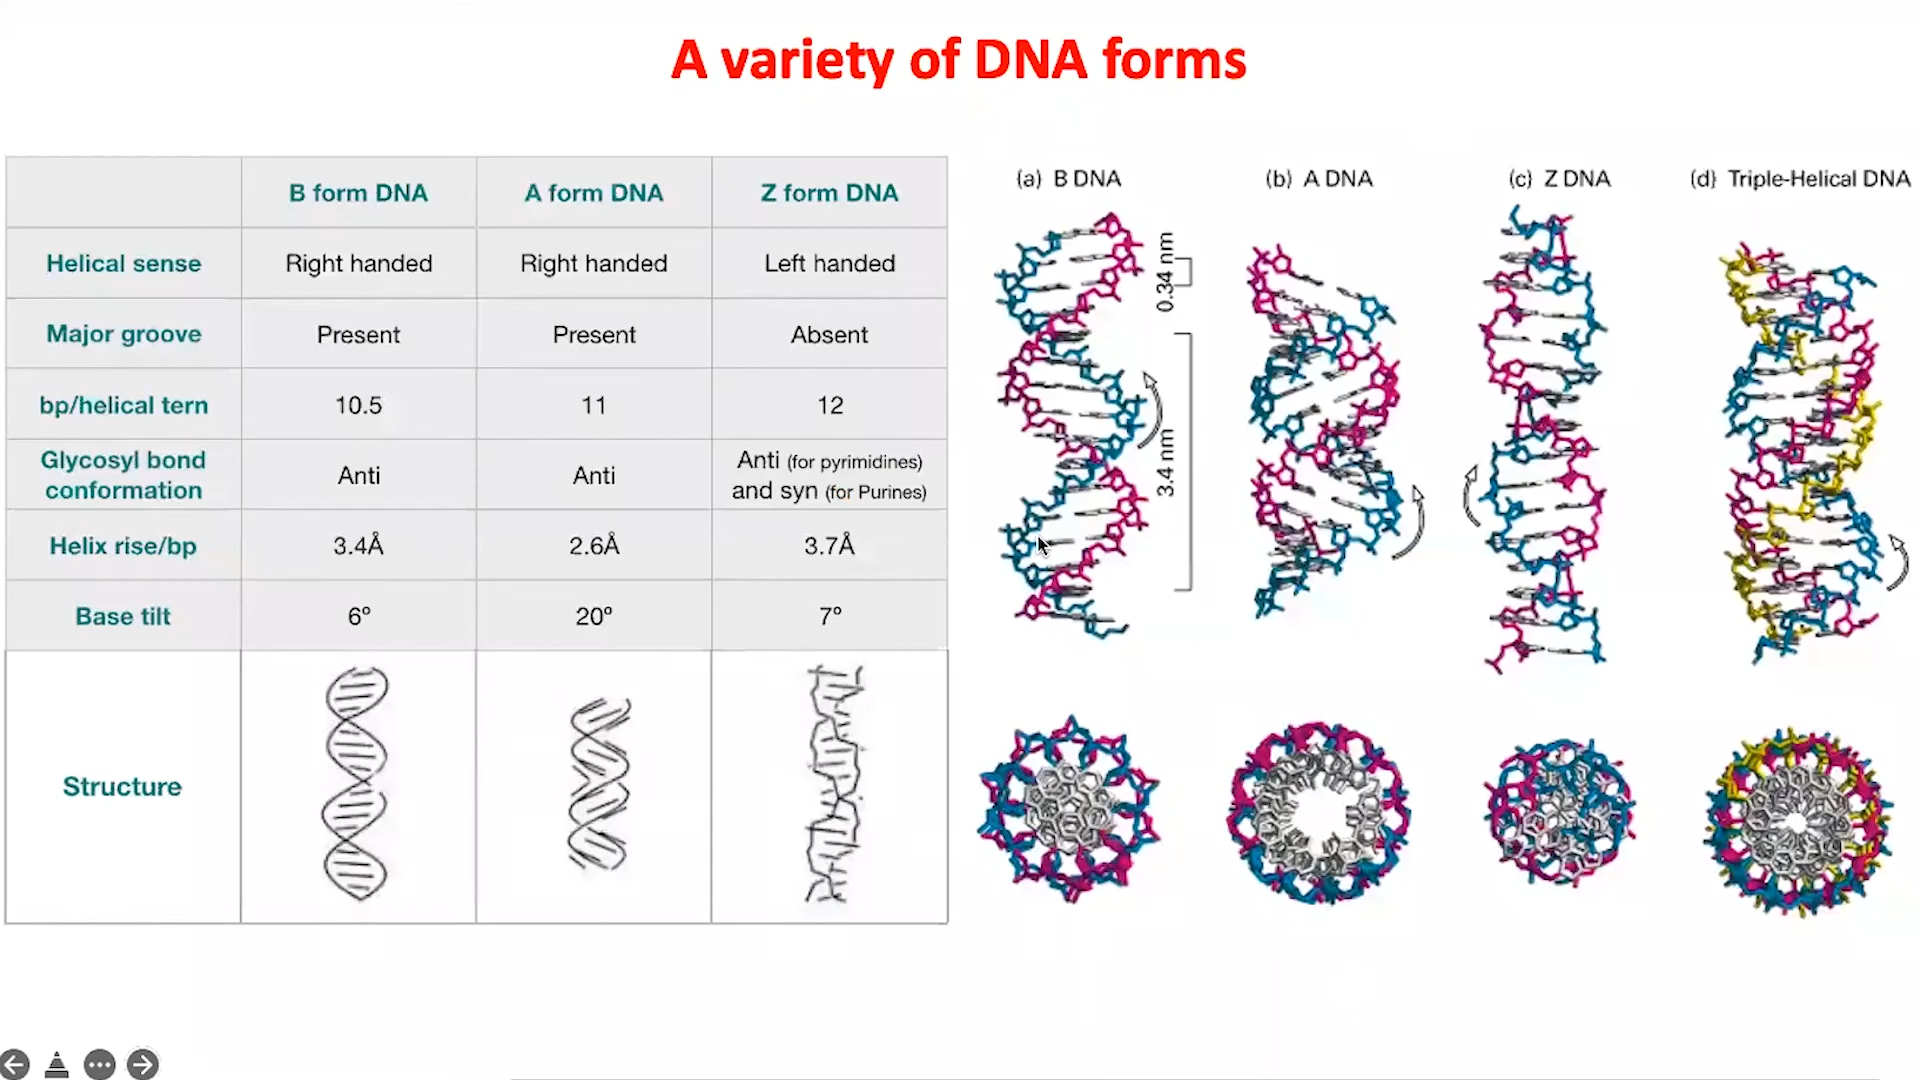 A variety of DNA forms
B form DNA A form DNA Z form DNA
Helical sense Right handed Right handed Left handed
Major groove Present Present Absent
bp/helical tern 10.5 11 12
Glycosyl bond
conformation Anti Anti Anti (for pyrimidines)
and syn (for Purines)
Helix rise/bp 3.4Å 2.6Å 3.7Å
Base tilt 6º 20º 7º
Structure
(a) B DNA (b) A DNA (c) Z DNA (d) Triple-Helical DNA
0.34 nm
3.4 nm